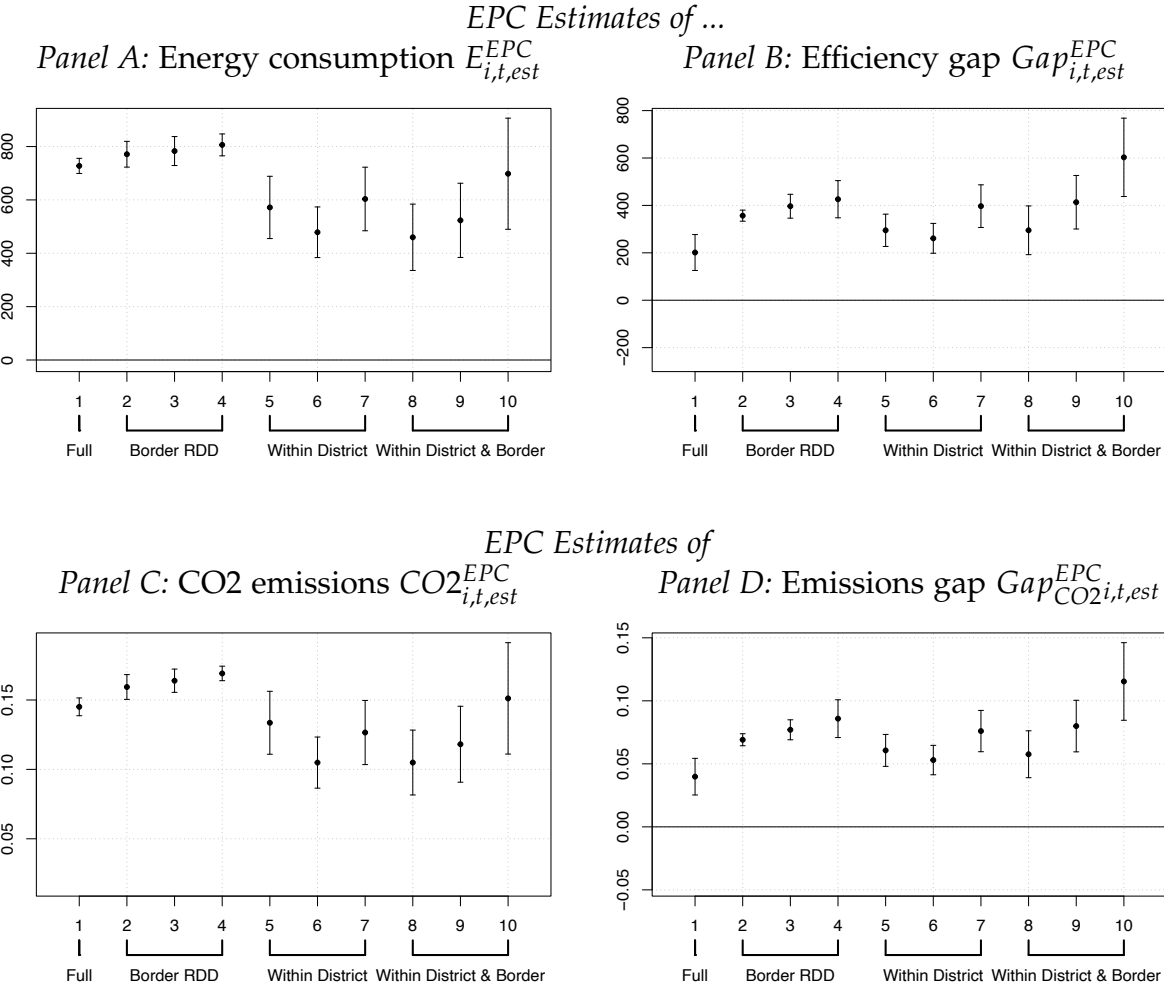 EPC Estimates of ...
Panel A: Energy consumption E^{EPC}_{i,t,est}
Panel B: Efficiency gap Gap^{EPC}_{i,t,est}
800
600
400
200
0
1 2 3 4 5 6 7 8 9 10
Full Border RDD Within District Within District & Border
800
600
400
200
0
−200
1 2 3 4 5 6 7 8 9 10
Full Border RDD Within District Within District & Border
EPC Estimates of
Panel C: CO2 emissions CO2^{EPC}_{i,t,est}
Panel D: Emissions gap Gap^{EPC}_{CO2 i,t,est}
0.15
0.10
0.05
1 2 3 4 5 6 7 8 9 10
Full Border RDD Within District Within District & Border
0.15
0.10
0.05
0.00
−0.05
1 2 3 4 5 6 7 8 9 10
Full Border RDD Within District Within District & Border